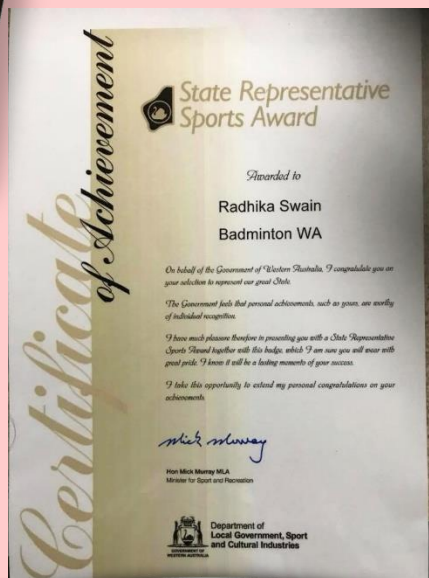 Certificate
of Achievement
State Representative
Sports Award
Awarded to
Radhika Swain
Badminton WA
On behalf of the Government of Western Australia, I congratulate you on
your selection to represent our great State.
The Government feels that personal achievements, such as yours, are worthy
of individual recognition.
I have much pleasure therefore in presenting you with a State Representative
Sports Award together with this badge, which I am sure you will wear with
great pride. I know it will be a lasting memento of your success.
I take this opportunity to extend my personal congratulations on your
achievements.
Mick Murray
Hon Mick Murray MLA
Minister for Sport and Recreation
GOVERNMENT OF
WESTERN AUSTRALIA
Department of
Local Government, Sport
and Cultural Industries